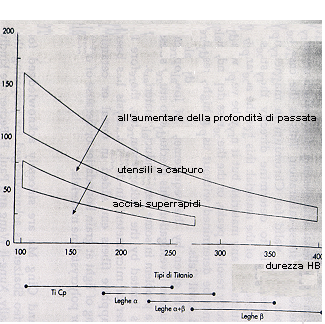 200
150
all'aumentare della profondità di passata
100
utensili a carburo
50
acciai superrapidi
0
100 150 200 250 300 350 400
durezza HB
Tipi di Titanio
Ti Cp
Leghe α
Leghe α+β
Leghe β